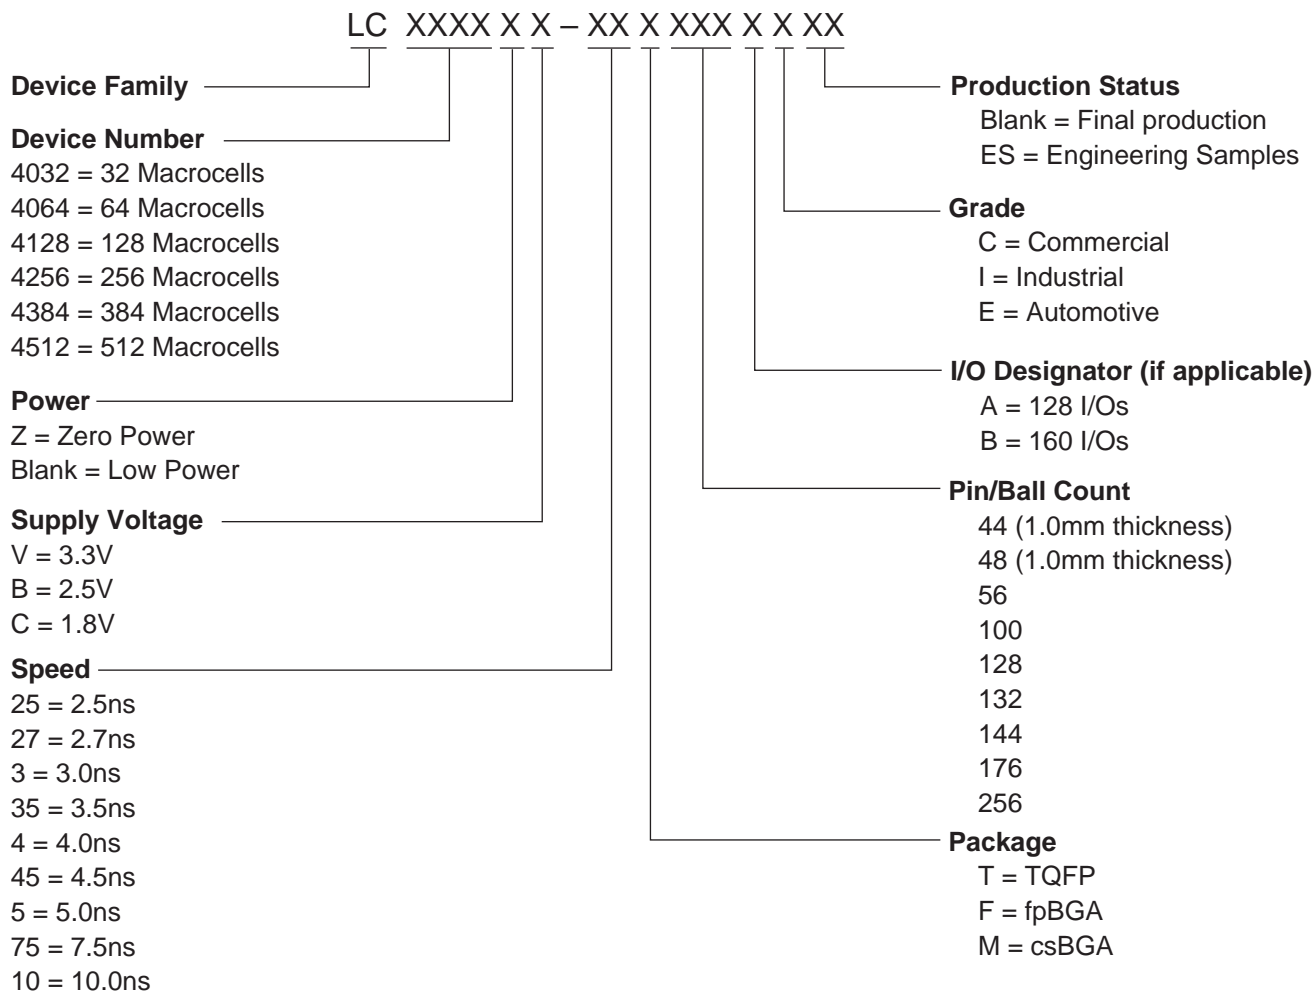 LC XXXX X X – XX X XXX X X XX
Device Family
Device Number
4032 = 32 Macrocells
4064 = 64 Macrocells
4128 = 128 Macrocells
4256 = 256 Macrocells
4384 = 384 Macrocells
4512 = 512 Macrocells
Power
Z = Zero Power
Blank = Low Power
Supply Voltage
V = 3.3V
B = 2.5V
C = 1.8V
Speed
25 = 2.5ns
27 = 2.7ns
3 = 3.0ns
35 = 3.5ns
4 = 4.0ns
45 = 4.5ns
5 = 5.0ns
75 = 7.5ns
10 = 10.0ns
Production Status
Blank = Final production
ES = Engineering Samples
Grade
C = Commercial
I = Industrial
E = Automotive
I/O Designator (if applicable)
A = 128 I/Os
B = 160 I/Os
Pin/Ball Count
44 (1.0mm thickness)
48 (1.0mm thickness)
56
100
128
132
144
176
256
Package
T = TQFP
F = fpBGA
M = csBGA